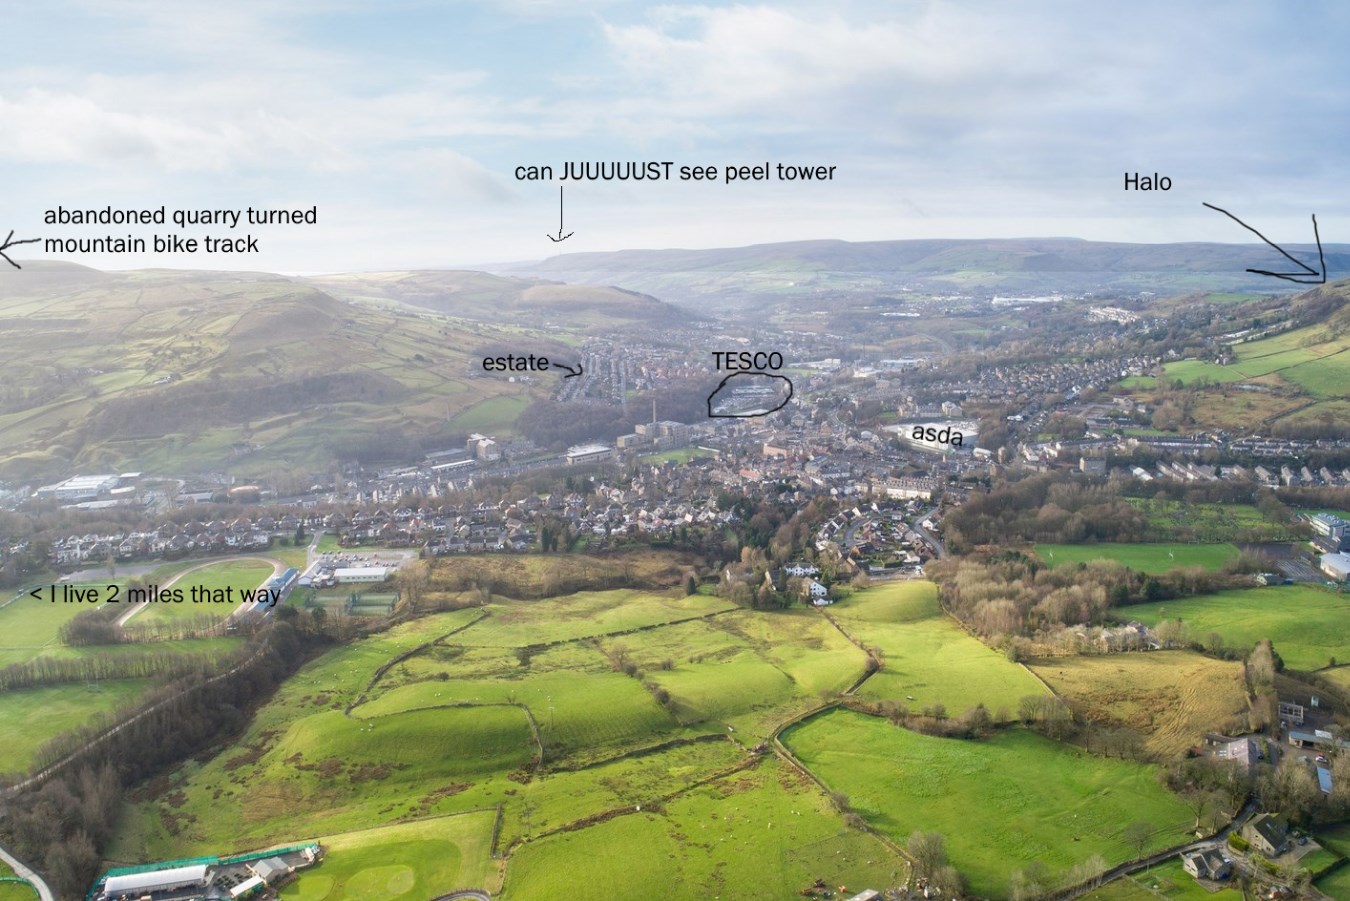 can JUUUUUST see peel tower
Halo
abandoned quarry turned
mountain bike track
estate
TESCO
asda
< I live 2 miles that way